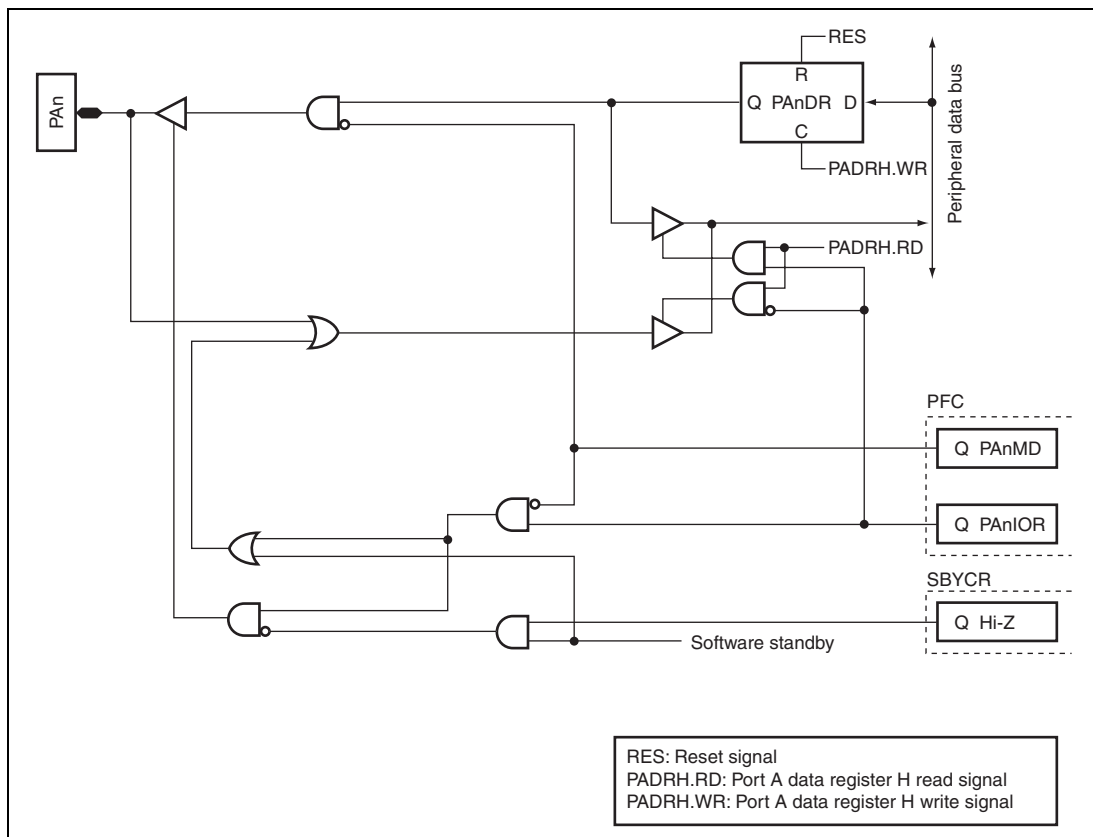 RES
PAn
R
Q PAnDR D
C
PADRH.WR
Peripheral data bus
PADRH.RD
PFC
Q PAnMD
Q PAnIOR
SBYCR
Q Hi-Z
Software standby
RES: Reset signal
PADRH.RD: Port A data register H read signal
PADRH.WR: Port A data register H write signal